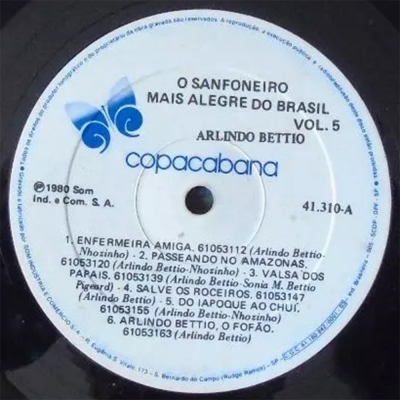 O SANFONEIRO
MAIS ALEGRE DO BRASIL
VOL. 5
ARLINDO BETTIO
copacabana
Ⓟ1980 Som
Ind. e Com. S. A.
41.310-A
1. ENFERMEIRA AMIGA. 61053112 (Arlindo Bettio-
Nhozinho) - 2. PASSEANDO NO AMAZONAS.
61053120 (Arlindo Bettio-Nhozinho) - 3. VALSA DOS
PAPAIS. 61053139 (Arlindo Bettio-Sonia M. Bettio
Pigeard) - 4. SALVE OS ROCEIROS. 61053147
(Arlindo Bettio) - 5. DO IAPOQUE AO CHUÍ.
61053155 (Arlindo Bettio-Nhozinho)
6. ARLINDO BETTIO, O FOFÃO.
61053163 (Arlindo Bettio)